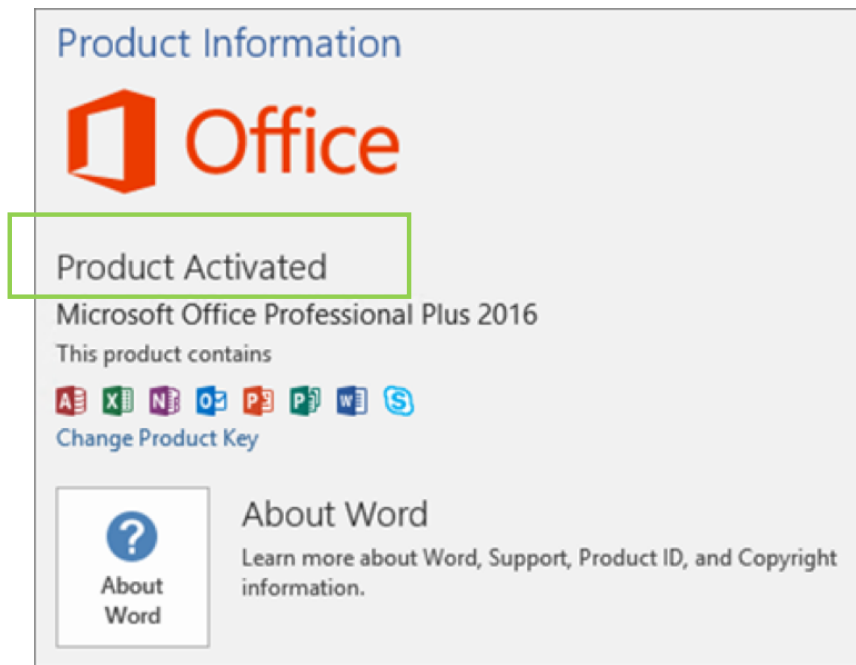 Product Information
Office
Product Activated
Microsoft Office Professional Plus 2016
This product contains
A X N O P P W S
Change Product Key
About Word
Learn more about Word, Support, Product ID, and Copyright
information.
?
About
Word